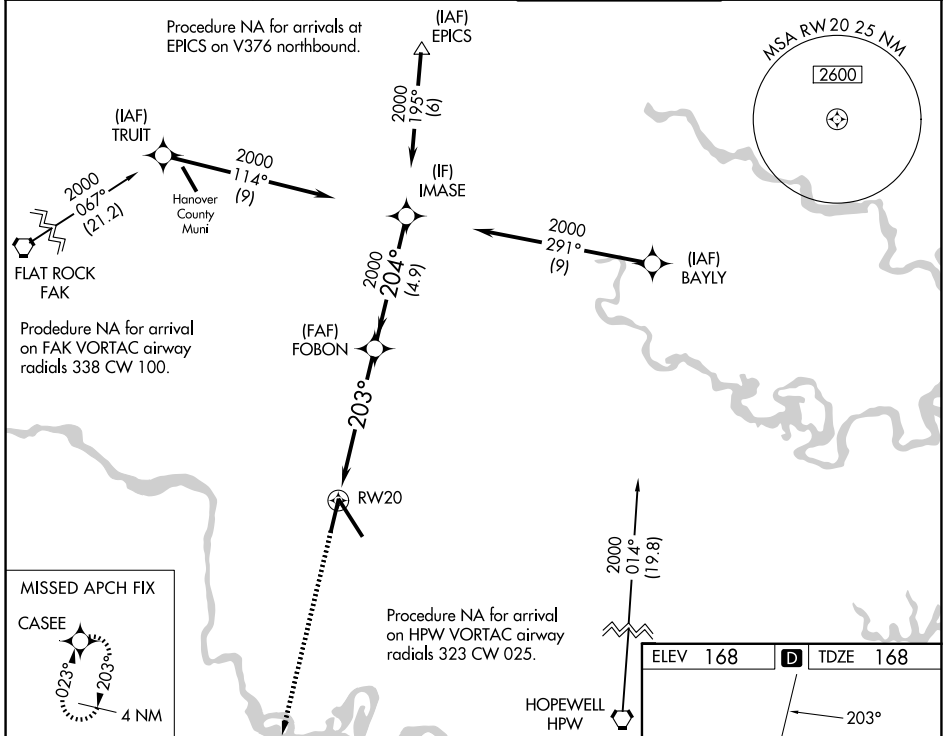 Procedure NA for arrivals at
EPICS on V376 northbound.
(IAF)
EPICS
MSA RW20 25 NM
2600
2000
195°
(6)
(IAF)
TRUIT
2000
114°
(9)
Hanover
County
Muni
2000
067°
(21.2)
FLAT ROCK
FAK
(IF)
IMASE
2000
291°
(9)
(IAF)
BAYLY
2000
204°
(4.9)
Prodedure NA for arrival
on FAK VORTAC airway
radials 338 CW 100.
(FAF)
FOBON
203°
RW20
2000
014°
(19.8)
MISSED APCH FIX
CASEE
023°
203°
4 NM
Procedure NA for arrival
on HPW VORTAC airway
radials 323 CW 025.
HOPEWELL
HPW
ELEV 168 D TDZE 168
203°